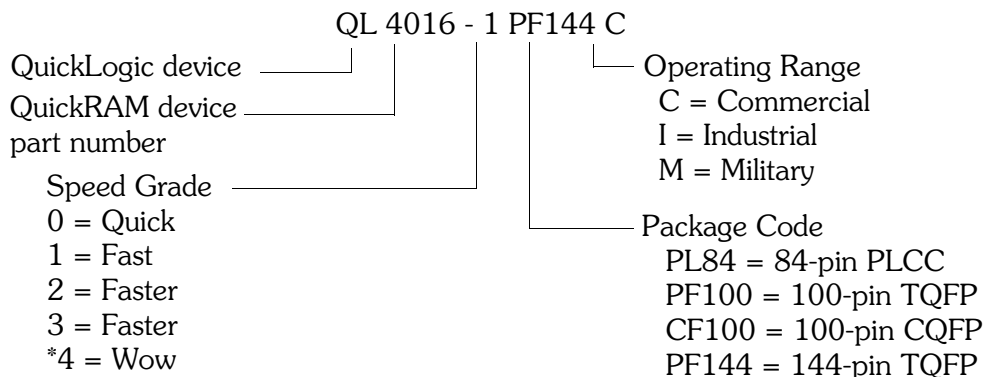 QL 4016 - 1 PF144 C
QuickLogic device
QuickRAM device
part number
Speed Grade
0 = Quick
1 = Fast
2 = Faster
3 = Faster
*4 = Wow
Operating Range
C = Commercial
I = Industrial
M = Military
Package Code
PL84 = 84-pin PLCC
PF100 = 100-pin TQFP
CF100 = 100-pin CQFP
PF144 = 144-pin TQFP